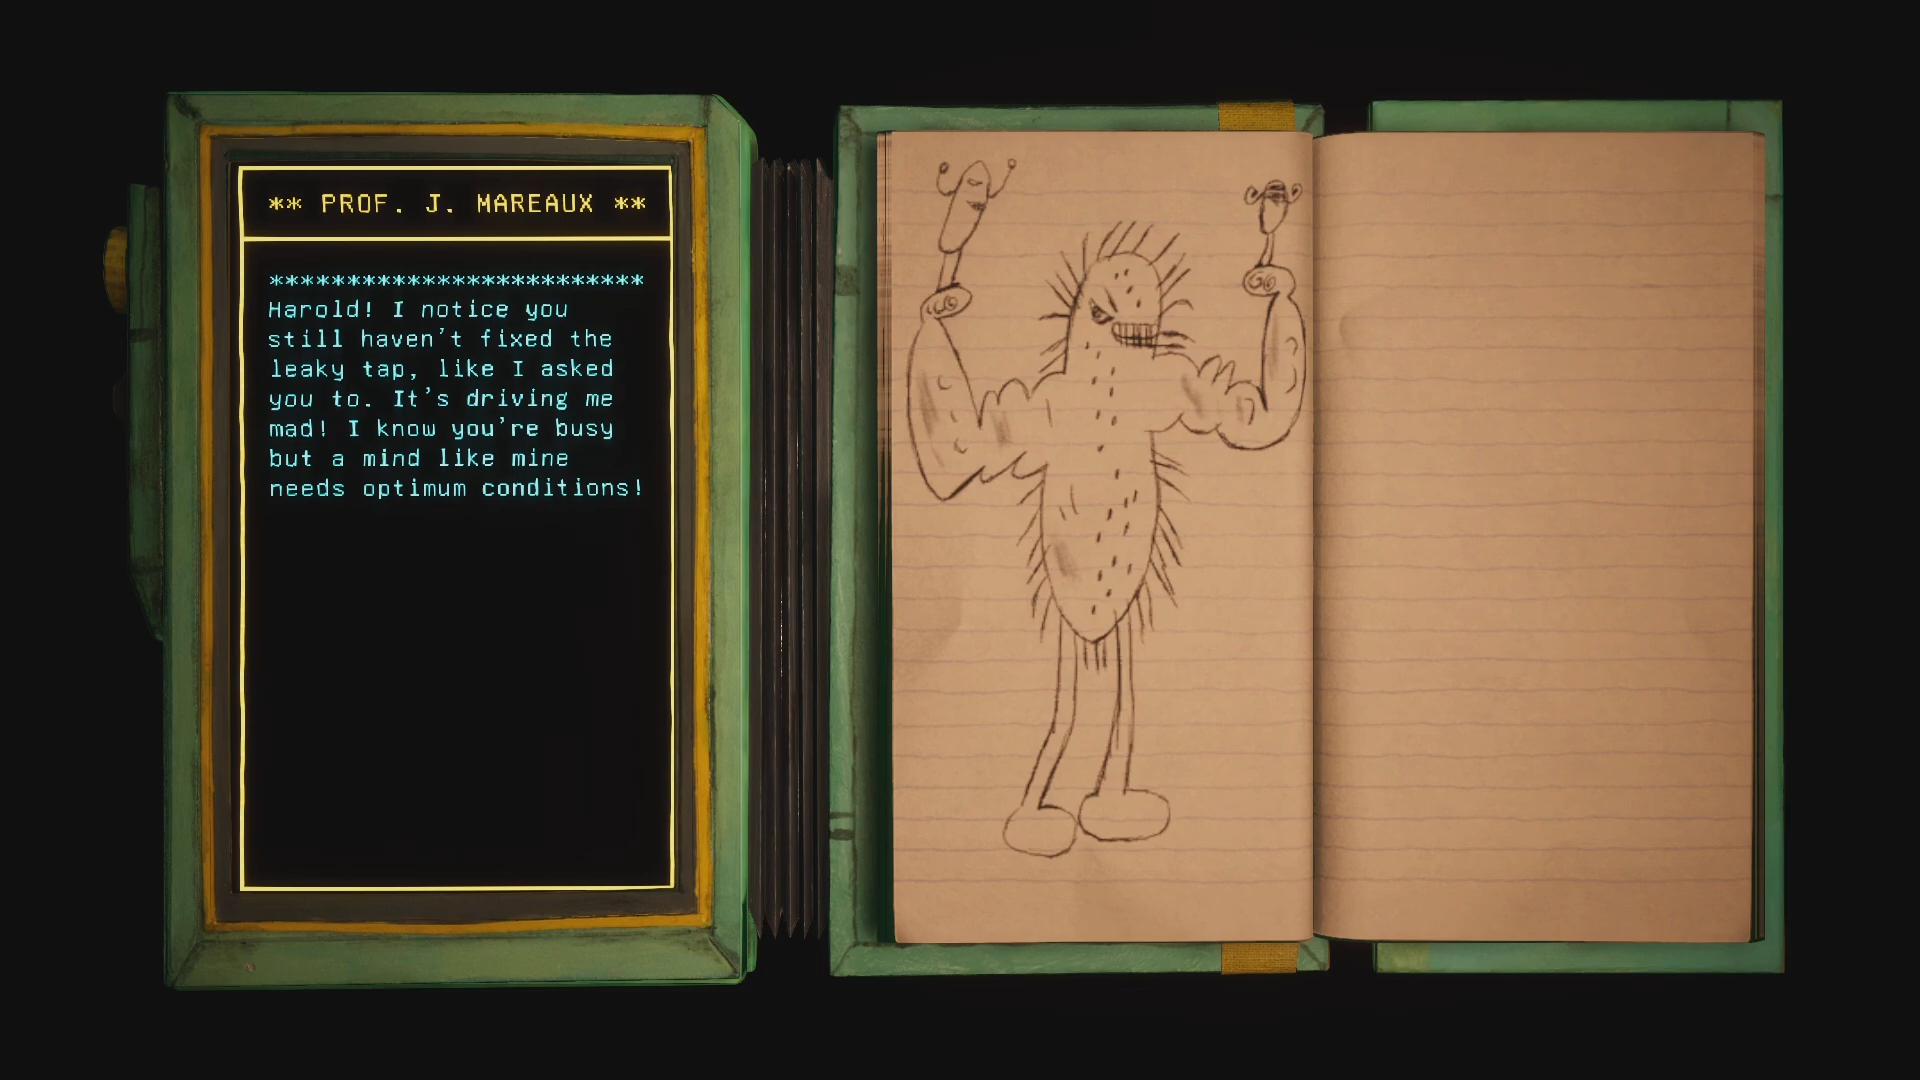 ** PROF. J. MAREAUX **
************************
Harold! I notice you
still haven't fixed the
leaky tap, like I asked
you to. It's driving me
mad! I know you're busy
but a mind like mine
needs optimum conditions!